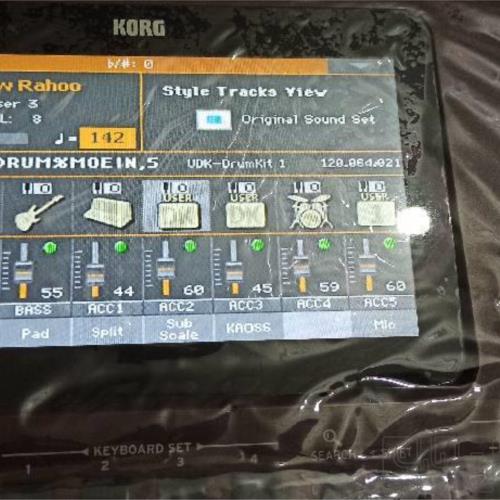 KORG
b/#: 0
w Rahoo
Style Tracks View
ser 3
L: 8
Original Sound Set
♩= 142
DRUM%MOEIN,5 UDK-DrumKit 1 120.064.021
USER USER USER
55 44 60 45 59 60
BASS ACC1 ACC2 ACC3 ACC4 ACC5
Pad Split Sub Scale KAOSS Mic
KEYBOARD SET
1 2 3 4
SEARCH